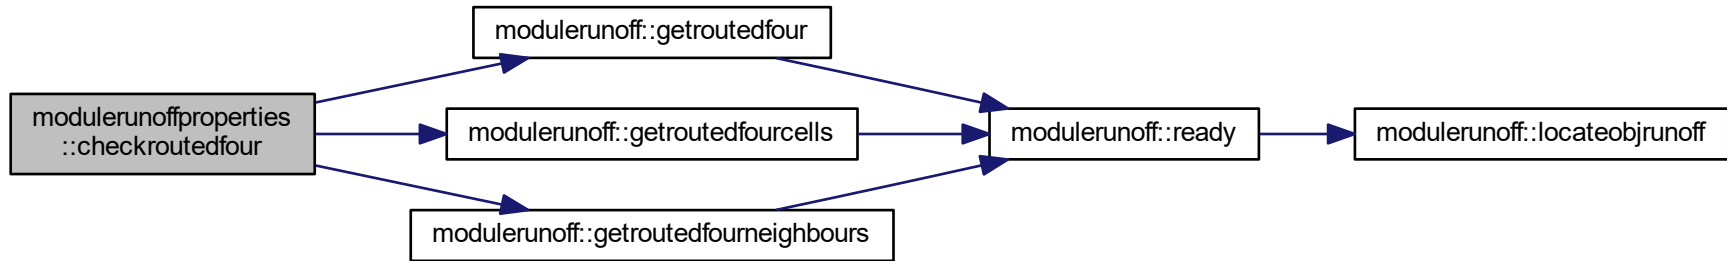 modulerunoff::getroutedfour
modulerunoffproperties
::checkroutedfour
modulerunoff::getroutedfourcells
modulerunoff::ready
modulerunoff::locateobjrunoff
modulerunoff::getroutedfourneighbours